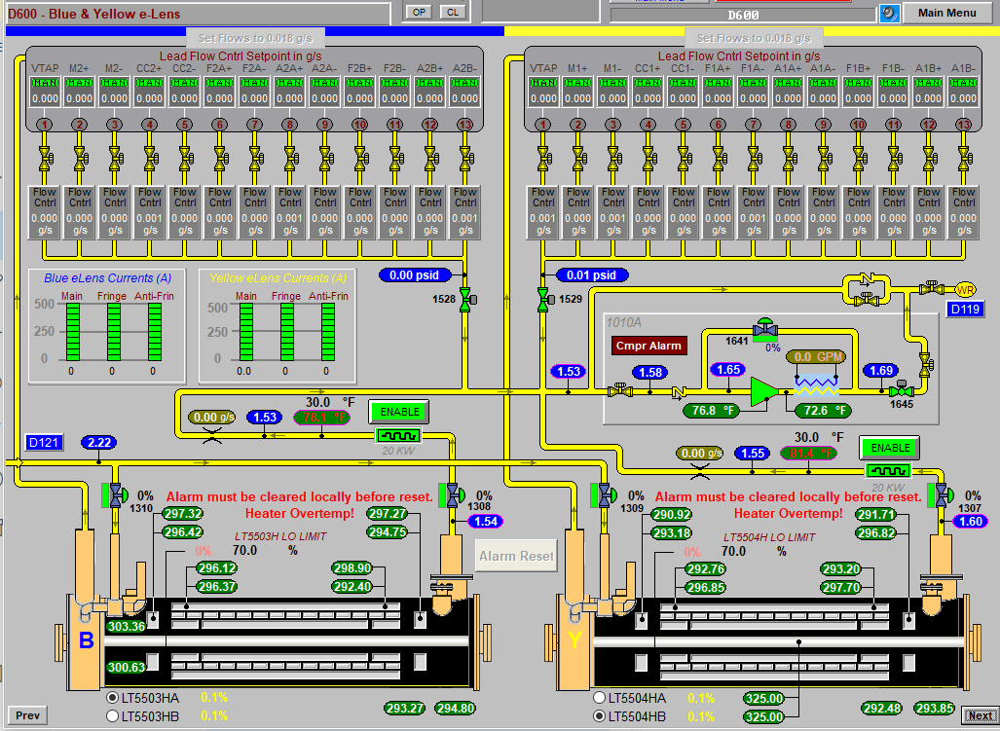 D600 - Blue & Yellow e-Lens
OP
CL
D600
Main Menu
Set Flows to 0.018 g/s
Set Flows to 0.018 g/s
Lead Flow Cntrl Setpoint in g/s
Lead Flow Cntrl Setpoint in g/s
VTAP M2+ M2- CC2+ CC2- F2A+ F2A- A2A+ A2A- F2B+ F2B- A2B+ A2B-
VTAP M1+ M1- CC1+ CC1- F1A+ F1A- A1A+ A1A- F1B+ F1B- A1B+ A1B-
MAN MAN MAN MAN MAN MAN MAN MAN MAN MAN MAN MAN MAN
MAN MAN MAN MAN MAN MAN MAN MAN MAN MAN MAN MAN MAN
0.000 0.000 0.000 0.000 0.000 0.000 0.000 0.000 0.000 0.000 0.000 0.000 0.000
0.000 0.000 0.000 0.000 0.000 0.000 0.000 0.000 0.000 0.000 0.000 0.000 0.000
1 2 3 4 5 6 7 8 9 10 11 12 13
1 2 3 4 5 6 7 8 9 10 11 12 13
Flow Flow Flow Flow Flow Flow Flow Flow Flow Flow Flow Flow Flow
Cntrl Cntrl Cntrl Cntrl Cntrl Cntrl Cntrl Cntrl Cntrl Cntrl Cntrl Cntrl Cntrl
0.000 0.000 0.000 0.001 0.000 0.000 0.001 0.000 0.000 0.000 0.001 0.000 0.001
g/s g/s g/s g/s g/s g/s g/s g/s g/s g/s g/s g/s g/s
Flow Flow Flow Flow Flow Flow Flow Flow Flow Flow Flow Flow Flow
Cntrl Cntrl Cntrl Cntrl Cntrl Cntrl Cntrl Cntrl Cntrl Cntrl Cntrl Cntrl Cntrl
0.001 0.000 0.000 0.001 0.000 0.000 0.000 0.000 0.000 0.000 0.000 0.000 0.000
g/s g/s g/s g/s g/s g/s g/s g/s g/s g/s g/s g/s g/s
Blue eLens Currents (A)
Main Fringe Anti-Frin
500
250
0
0 0 0
Yellow eLens Currents (A)
Main Fringe Anti-Frin
500
250
0
0.0 0 0
0.00 psid
0.01 psid
1528
1529
WR
D119
1010A
Cmpr Alarm
1641
0%
0.0 GPM
1.53
1.58
1.65
1.69
76.8 °F
72.6 °F
1645
30.0 °F
0.00 g/s
1.53
78.1 °F
ENABLE
20 KW
D121
2.22
30.0 °F
0.00 g/s
1.55
81.4 °F
ENABLE
20 KW
0%
1310
Alarm must be cleared locally before reset.
Heater Overtemp!
0%
1308
1.54
297.32
297.27
296.42
294.75
LT5503H LO LIMIT
0%
70.0 %
296.12
298.90
296.37
292.40
303.36
B
300.63
LT5503HA 0.1%
LT5503HB 0.1%
293.27
294.80
Alarm Reset
0%
1309
Alarm must be cleared locally before reset.
Heater Overtemp!
0%
1307
1.60
290.92
291.71
293.18
296.82
LT5504H LO LIMIT
0%
70.0 %
292.76
293.20
296.85
297.70
Y
LT5504HA 0.1%
LT5504HB 0.1%
325.00
325.00
292.48
293.85
Prev
Next